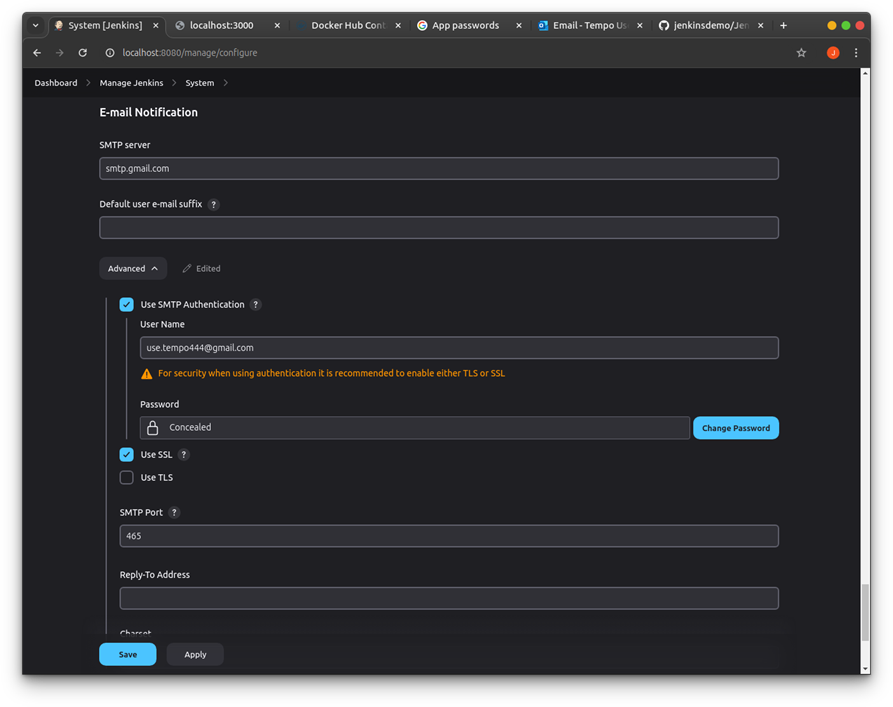 System [Jenkins]
localhost:3000
Docker Hub Cont
App passwords
Email - Tempo Us
jenkinsdemo/Jen
localhost:8080/manage/configure
Dashboard > Manage Jenkins > System >
E-mail Notification
SMTP server
smtp.gmail.com
Default user e-mail suffix ?
Advanced
Edited
Use SMTP Authentication ?
User Name
use.tempo444@gmail.com
For security when using authentication it is recommended to enable either TLS or SSL
Password
Concealed
Change Password
Use SSL ?
Use TLS
SMTP Port ?
465
Reply-To Address
Charset
Save
Apply